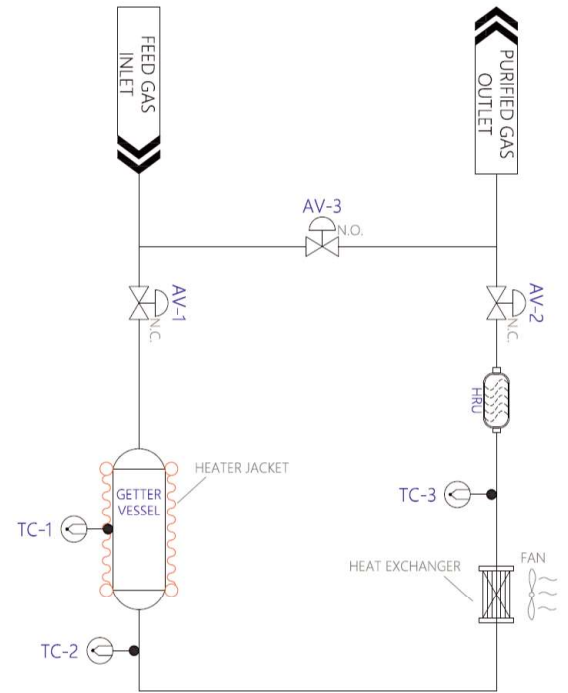 FEED GAS
INLET
PURIFIED GAS
OUTLET
AV-3
N.O.
AV-1
N.C.
AV-2
N.C.
HRU
HEATER JACKET
GETTER
VESSEL
TC-3
TC-1
HEAT EXCHANGER
FAN
TC-2